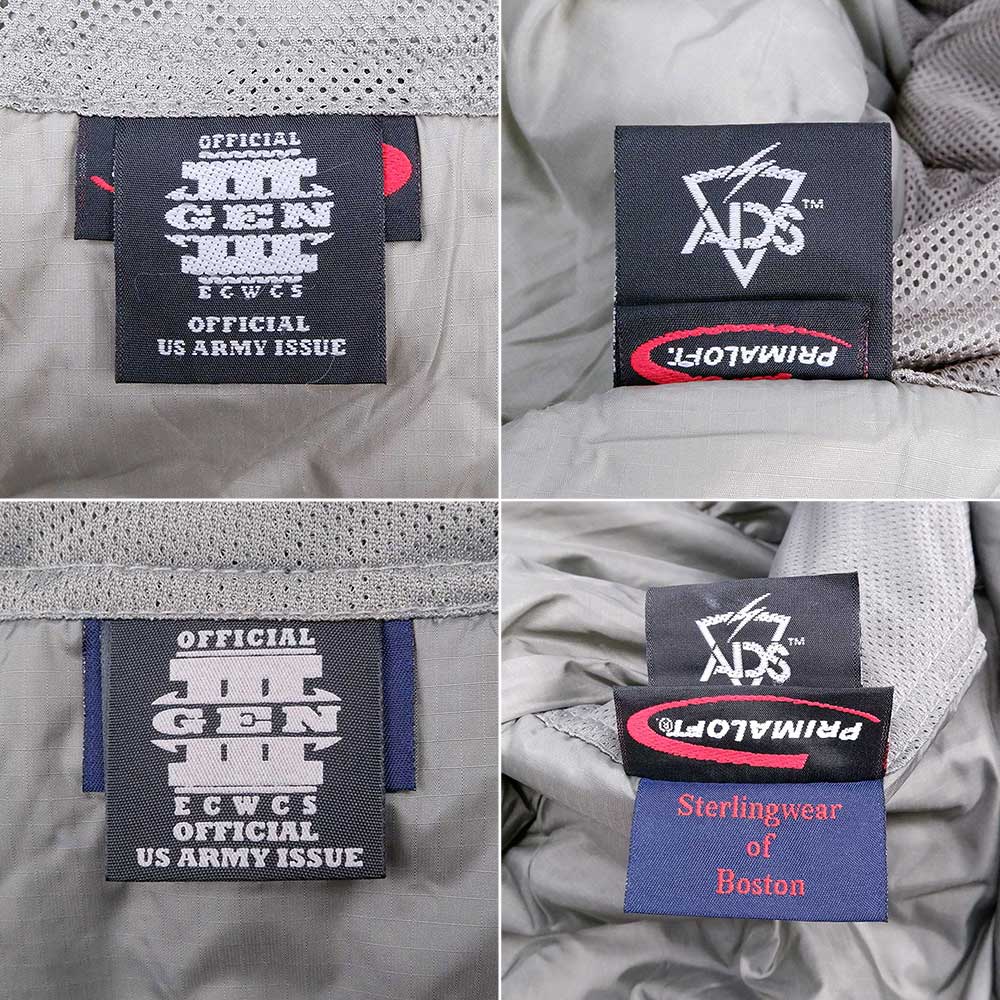 OFFICIAL
III
GEN
III
ECWCS
OFFICIAL
US ARMY ISSUE
ADS™
PRIMALOFT.
OFFICIAL
III
GEN
III
ECWCS
OFFICIAL
US ARMY ISSUE
ADS™
PRIMALOFT®
Sterlingwear
of
Boston